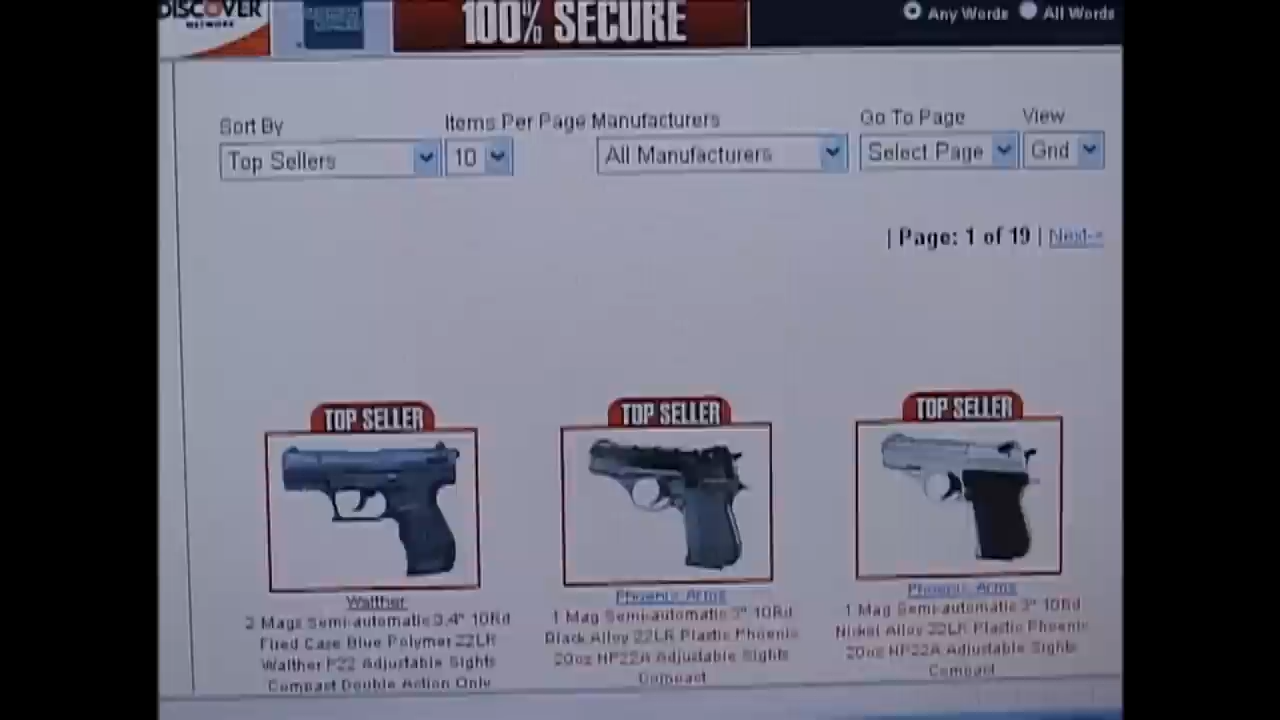 DISCOVER
NETWORK
100% SECURE
Any Words All Words
Sort By Items Per Page Manufacturers Go To Page View
Top Sellers 10 All Manufacturers Select Page Grid
| Page: 1 of 19 | Next->
TOP SELLER TOP SELLER TOP SELLER
Walther
2 Mags Semi-automatic 3.4" 10Rd
Fired Case Blue Polymer 22LR
Walther P22 Adjustable Sights
Compact Double Action Only
Phoenix Arms
1 Mag Semi-automatic 3" 10Rd
Black Alloy 22LR Plastic Phoenix
20oz HP22A Adjustable Sights
Compact
Phoenix Arms
1 Mag Semi-automatic 3" 10Rd
Nickel Alloy 22LR Plastic Phoenix
20oz HP22A Adjustable Sights
Compact